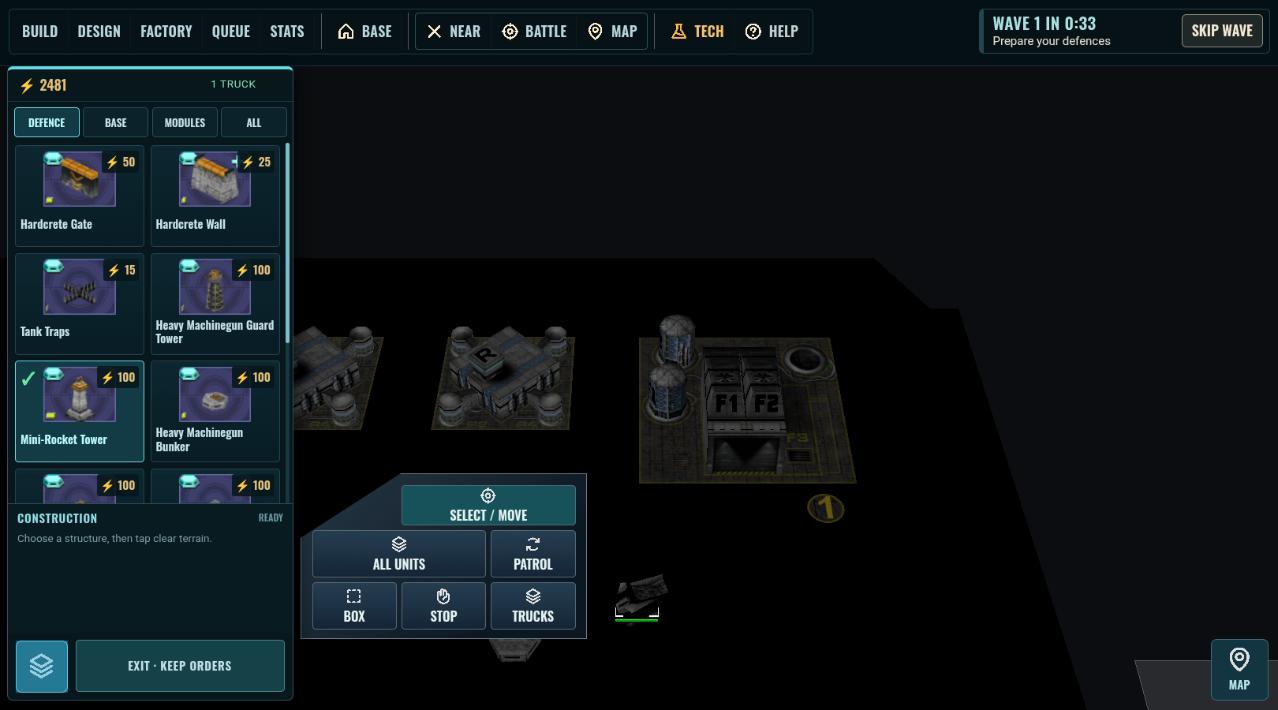 BUILD DESIGN FACTORY QUEUE STATS BASE NEAR BATTLE MAP TECH HELP
WAVE 1 IN 0:33
Prepare your defences
SKIP WAVE
2481
1 TRUCK
DEFENCE BASE MODULES ALL
50
Hardcrete Gate
25
Hardcrete Wall
15
Tank Traps
100
Heavy Machinegun Guard
Tower
100
Mini-Rocket Tower
100
Heavy Machinegun
Bunker
100
100
CONSTRUCTION READY
Choose a structure, then tap clear terrain.
EXIT · KEEP ORDERS
SELECT / MOVE
ALL UNITS
PATROL
BOX
STOP
TRUCKS
R
F1 F2
F3
1
MAP